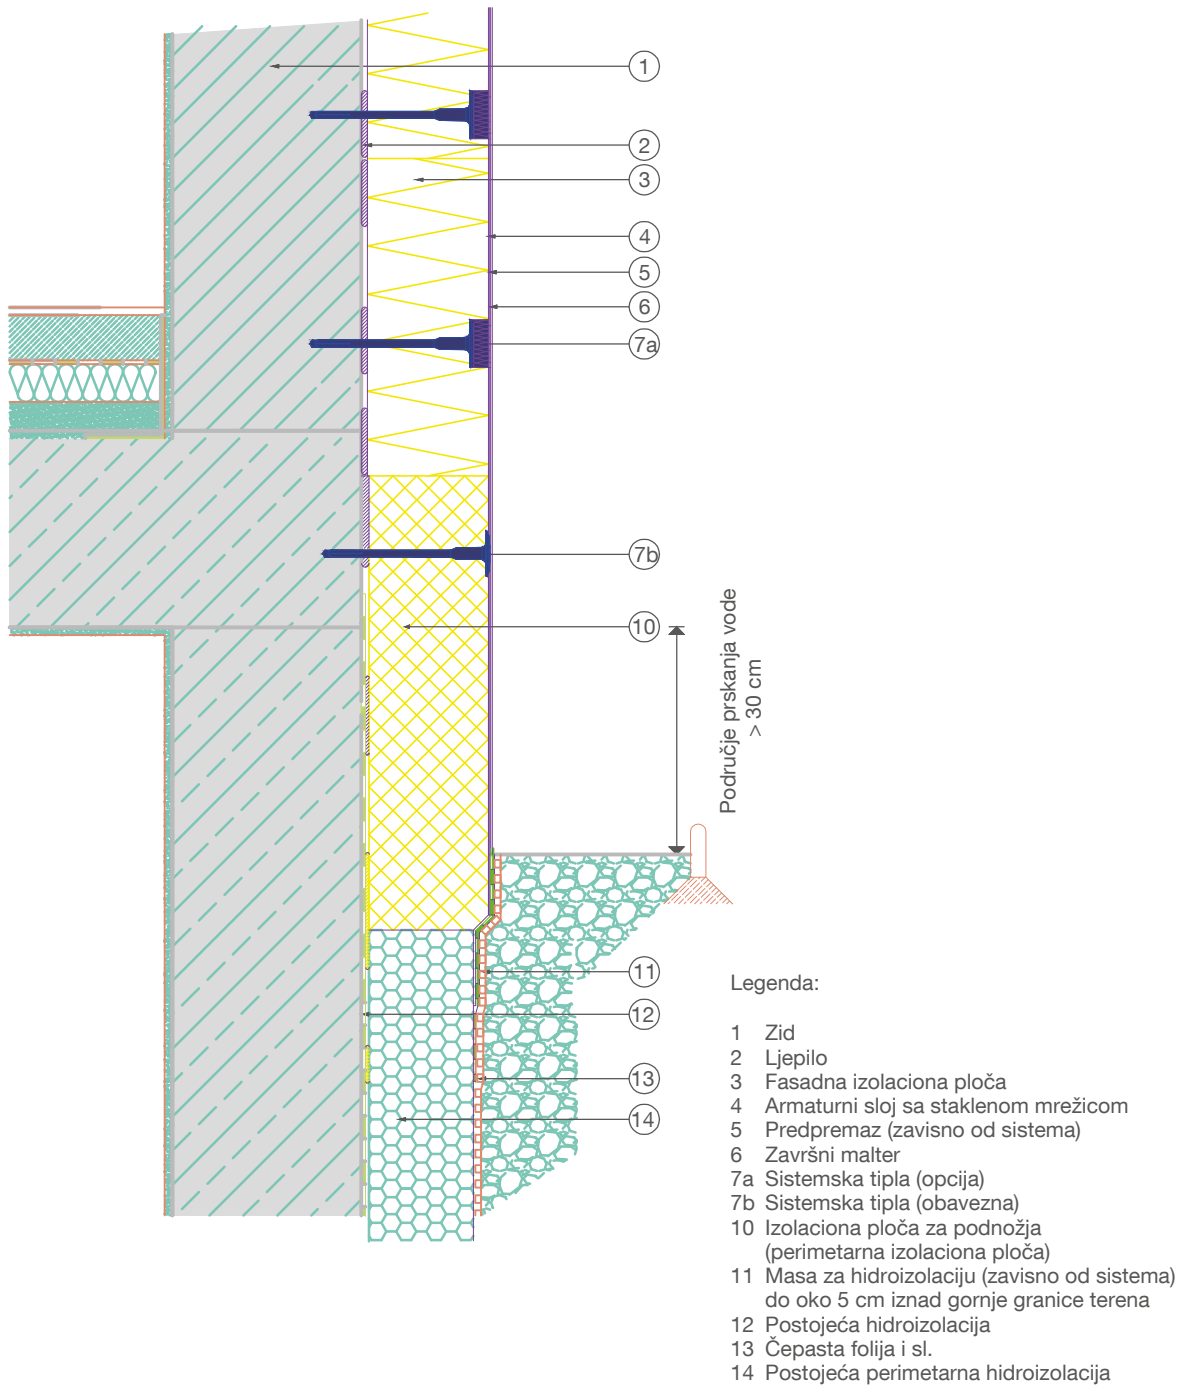 1
2
3
4
5
6
7a
7b
10
Područje prskanja vode
> 30 cm
11
12
13
14
Legenda:
1 Zid
2 Ljepilo
3 Fasadna izolaciona ploča
4 Armaturni sloj sa staklenom mrežicom
5 Predpremaz (zavisno od sistema)
6 Završni malter
7a Sistemska tipla (opcija)
7b Sistemska tipla (obavezna)
10 Izolaciona ploča za podnožja
(perimetarna izolaciona ploča)
11 Masa za hidroizolaciju (zavisno od sistema)
do oko 5 cm iznad gornje granice terena
12 Postojeća hidroizolacija
13 Čepasta folija i sl.
14 Postojeća perimetarna hidroizolacija